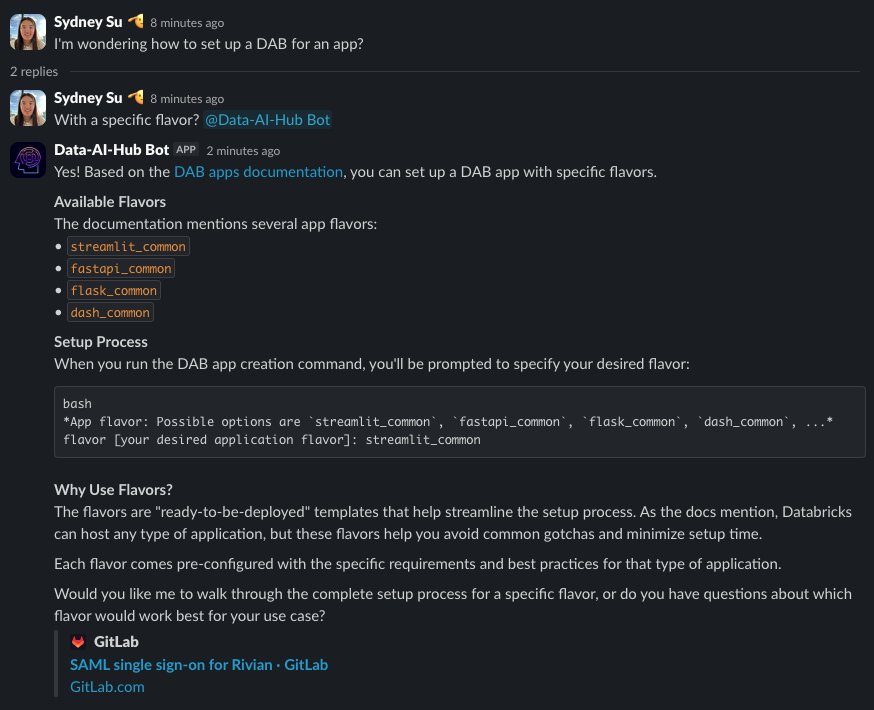 Sydney Su 8 minutes ago
I'm wondering how to set up a DAB for an app?
2 replies
Sydney Su 8 minutes ago
With a specific flavor? @Data-AI-Hub Bot
Data-AI-Hub Bot APP 2 minutes ago
Yes! Based on the DAB apps documentation, you can set up a DAB app with specific flavors.
Available Flavors
The documentation mentions several app flavors:
• streamlit_common
• fastapi_common
• flask_common
• dash_common
Setup Process
When you run the DAB app creation command, you'll be prompted to specify your desired flavor:
bash
*App flavor: Possible options are `streamlit_common`, `fastapi_common`, `flask_common`, `dash_common`, ...*
flavor [your desired application flavor]: streamlit_common
Why Use Flavors?
The flavors are "ready-to-be-deployed" templates that help streamline the setup process. As the docs mention, Databricks
can host any type of application, but these flavors help you avoid common gotchas and minimize setup time.
Each flavor comes pre-configured with the specific requirements and best practices for that type of application.
Would you like me to walk through the complete setup process for a specific flavor, or do you have questions about which
flavor would work best for your use case?
GitLab
SAML single sign-on for Rivian · GitLab
GitLab.com